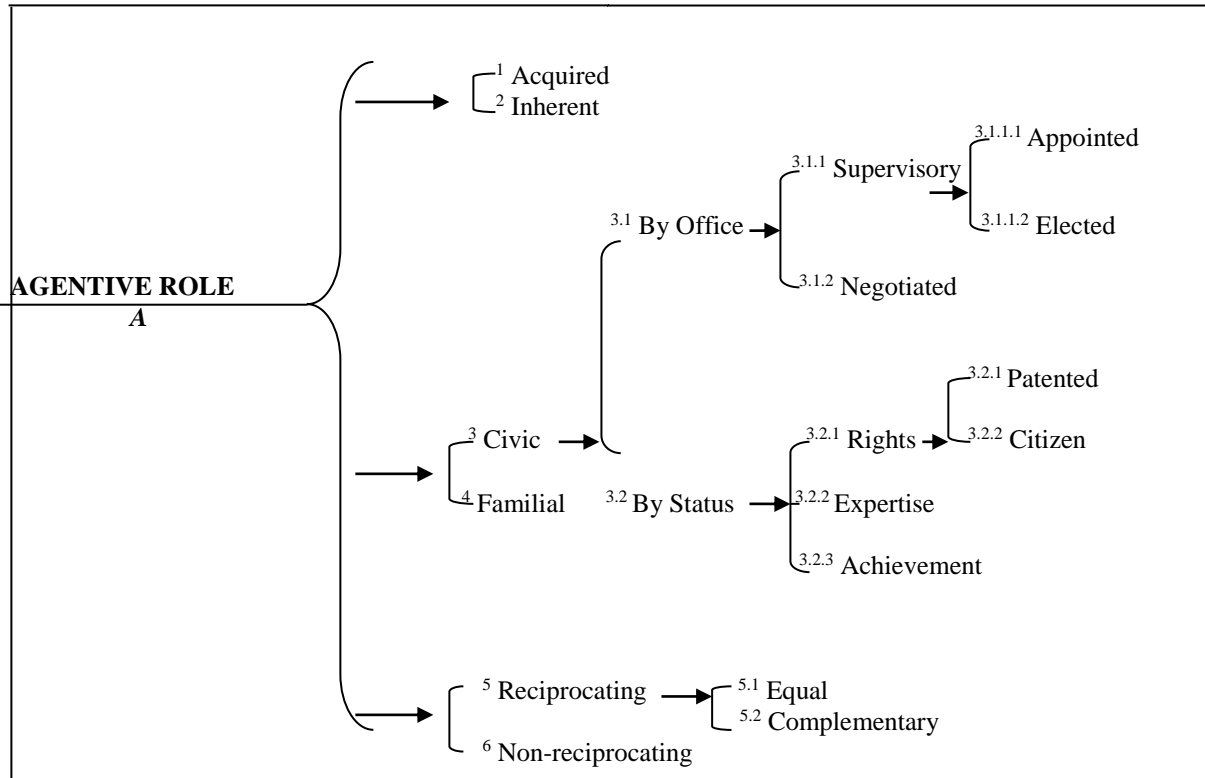 1 Acquired
2 Inherent
3.1.1.1 Appointed
3.1.1 Supervisory
3.1 By Office
3.1.1.2 Elected
AGENTIVE ROLE
A
3.1.2 Negotiated
3.2.1 Patented
3 Civic
3.2.1 Rights
3.2.2 Citizen
4 Familial
3.2 By Status
3.2.2 Expertise
3.2.3 Achievement
5 Reciprocating
5.1 Equal
5.2 Complementary
6 Non-reciprocating